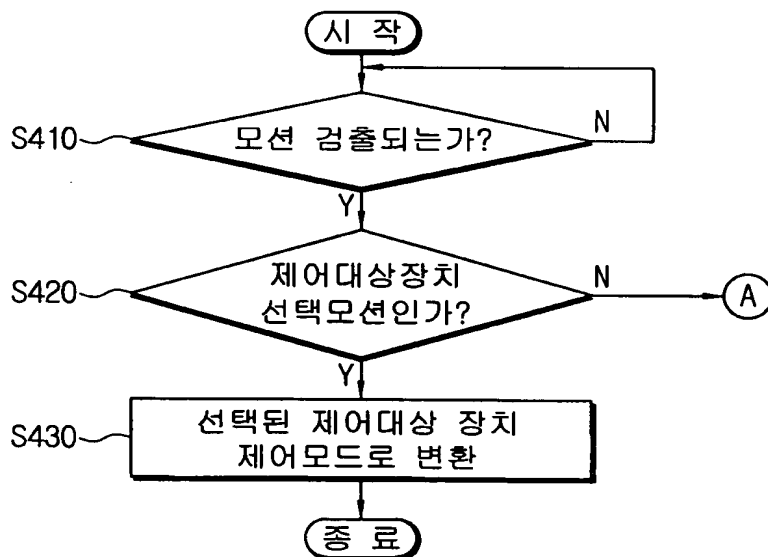 시 작
S410
모션 검출되는가?
N
Y
S420
제어대상장치
선택모션인가?
N
A
Y
S430
선택된 제어대상 장치
제어모드로 변환
종 료